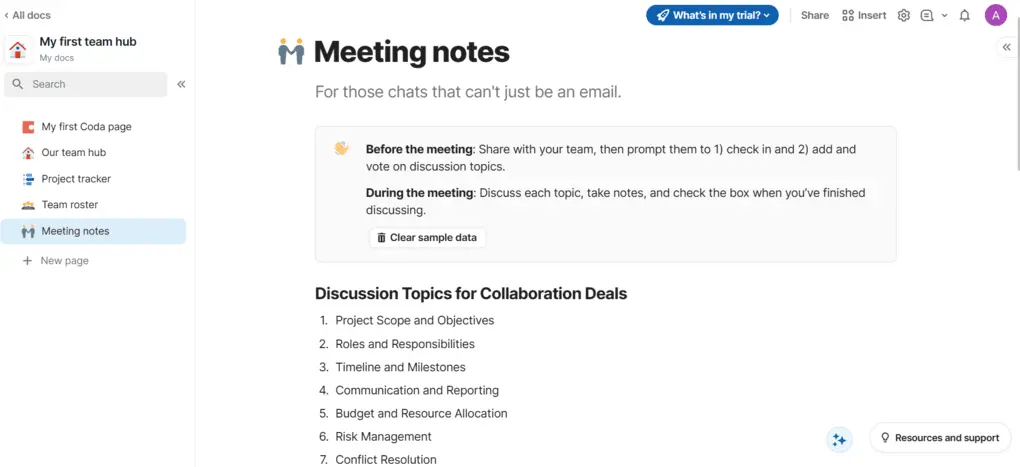 All docs
My first team hub
My docs
Search
My first Coda page
Our team hub
Project tracker
Team roster
Meeting notes
New page
What's in my trial?
Share
Insert
A
Meeting notes
For those chats that can't just be an email.
Before the meeting: Share with your team, then prompt them to 1) check in and 2) add and
vote on discussion topics.
During the meeting: Discuss each topic, take notes, and check the box when you’ve finished
discussing.
Clear sample data
Discussion Topics for Collaboration Deals
1. Project Scope and Objectives
2. Roles and Responsibilities
3. Timeline and Milestones
4. Communication and Reporting
5. Budget and Resource Allocation
6. Risk Management
7. Conflict Resolution
Resources and support